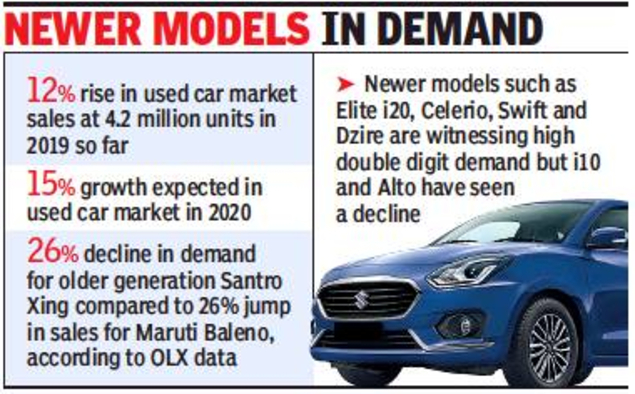 NEWER MODELS IN DEMAND
12% rise in used car market
sales at 4.2 million units in
2019 so far
15% growth expected in
used car market in 2020
26% decline in demand
for older generation Santro
Xing compared to 26% jump
in sales for Maruti Baleno,
according to OLX data
➤ Newer models such as
Elite i20, Celerio, Swift and
Dzire are witnessing high
double digit demand but i10
and Alto have seen
a decline